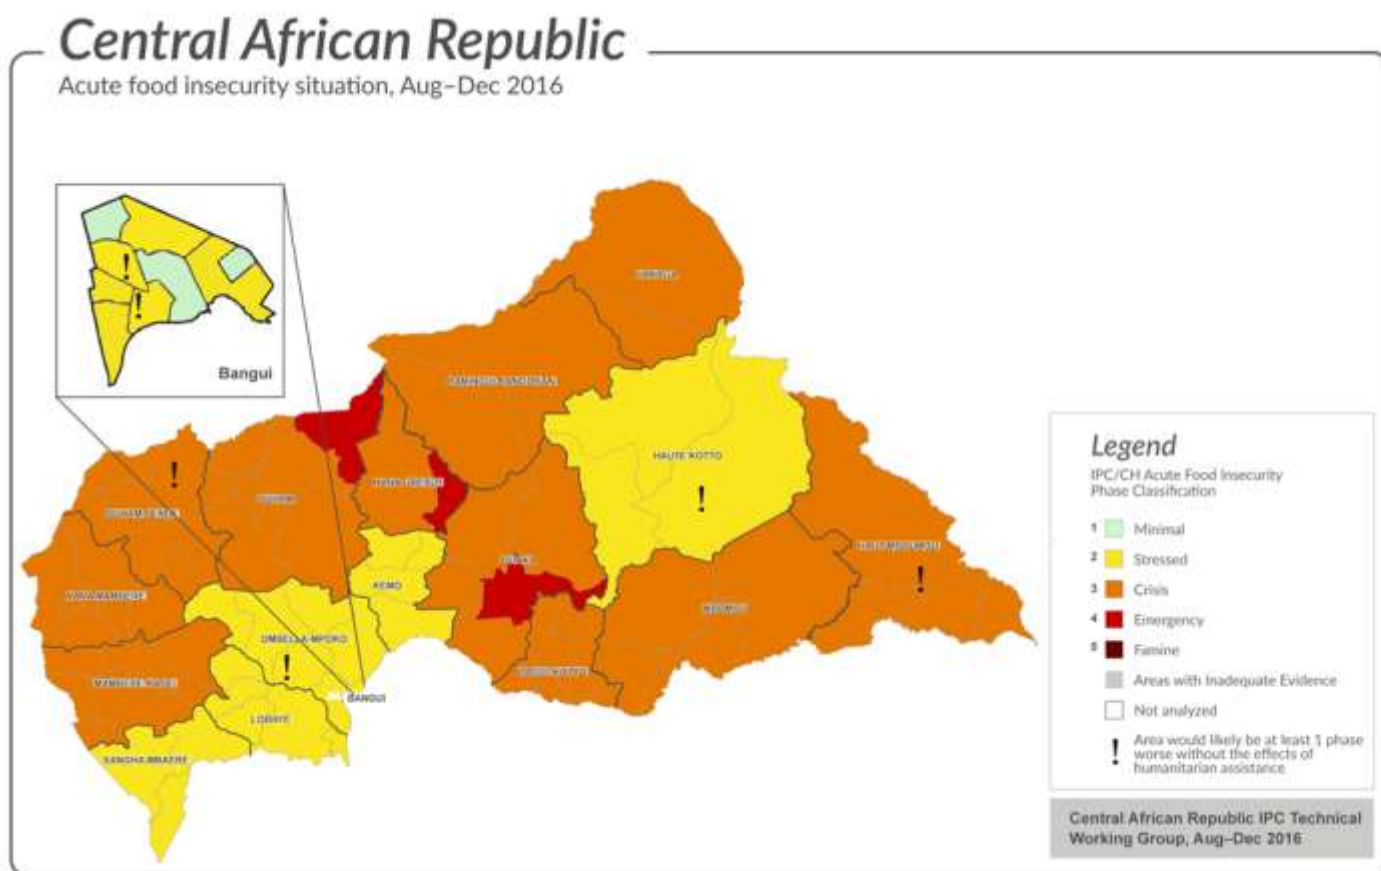 Central African Republic
Acute food insecurity situation, Aug–Dec 2016
Bangui
HAUTE KOTTO
KEMO
OMBELLA-MPOKO
BANGUI
LOBAYE
Legend
IPC/CH Acute Food Insecurity
Phase Classification
1 Minimal
2 Stressed
3 Crisis
4 Emergency
5 Famine
Areas with Inadequate Evidence
Not analyzed
! Area would likely be at least 1 phase
worse without the effects of
humanitarian assistance
Central African Republic IPC Technical
Working Group, Aug–Dec 2016